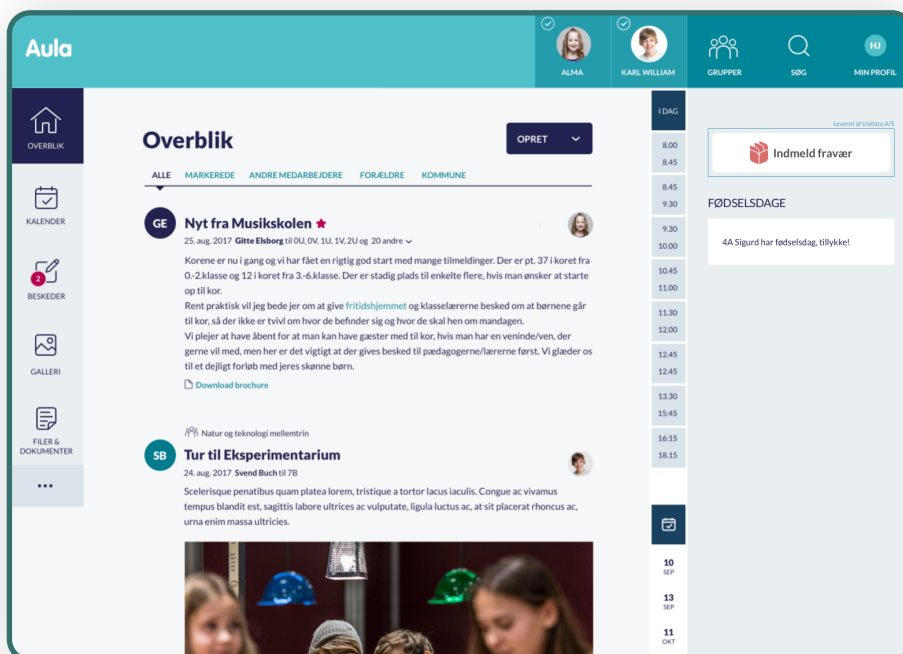 Aula
ALMA
KARL WILLIAM
GRUPPER
SØG
HJ
MIN PROFIL
OVERBLIK
KALENDER
2
BESKEDER
GALLERI
FILER &
DOKUMENTER
Overblik
OPRET
ALLE MARKEREDE ANDRE MEDARBEJDERE FORÆLDRE KOMMUNE
GE
Nyt fra Musikskolen
25. aug. 2017 Gitte Elsborg til 0U, 0V, 1U, 1V, 2U og 20 andre
Korene er nu i gang og vi har fået en rigtig god start med mange tilmeldinger. Der er pt. 37 i koret fra
0.-2.klasse og 12 i koret fra 3.-6.klasse. Der er stadig plads til enkelte flere, hvis man ønsker at starte
op til kor.
Rent praktisk vil jeg bede jer om at give fritidshjemmet og klasselærerne besked om at børnene går
til kor, så der ikke er tvivl om hvor de befinder sig og hvor de skal hen om mandagen.
Vi plejer at have åbent for at man kan have gæster med til kor, hvis man har en veninde/ven, der
gerne vil med, men her er det vigtigt at der gives besked til pædagogerne/lærerne først. Vi glæder os
til et dejligt forløb med jeres skønne børn.
Download brochure
Natur og teknologi mellemtrin
SB
Tur til Eksperimentarium
24. aug. 2017 Svend Buch til 7B
Scelerisque penatibus quam platea lorem, tristique a tortor lacus iaculis. Congue ac vivamus
tempus blandit est, sagittis labore ultrices ac vulputate, ligula luctus ac, at sit placerat rhoncus ac,
urna enim massa ultricies.
I DAG
8.00
8.45
8.45
9.30
9.30
10.00
10.45
11.00
11.30
12.00
12.45
12.45
13.30
15:45
16:15
18.15
10
SEP
13
SEP
11
OKT
Leveret af UVdata A/S
Indmeld fravær
FØDSELSDAGE
4A Sigurd har fødselsdag, tillykke!